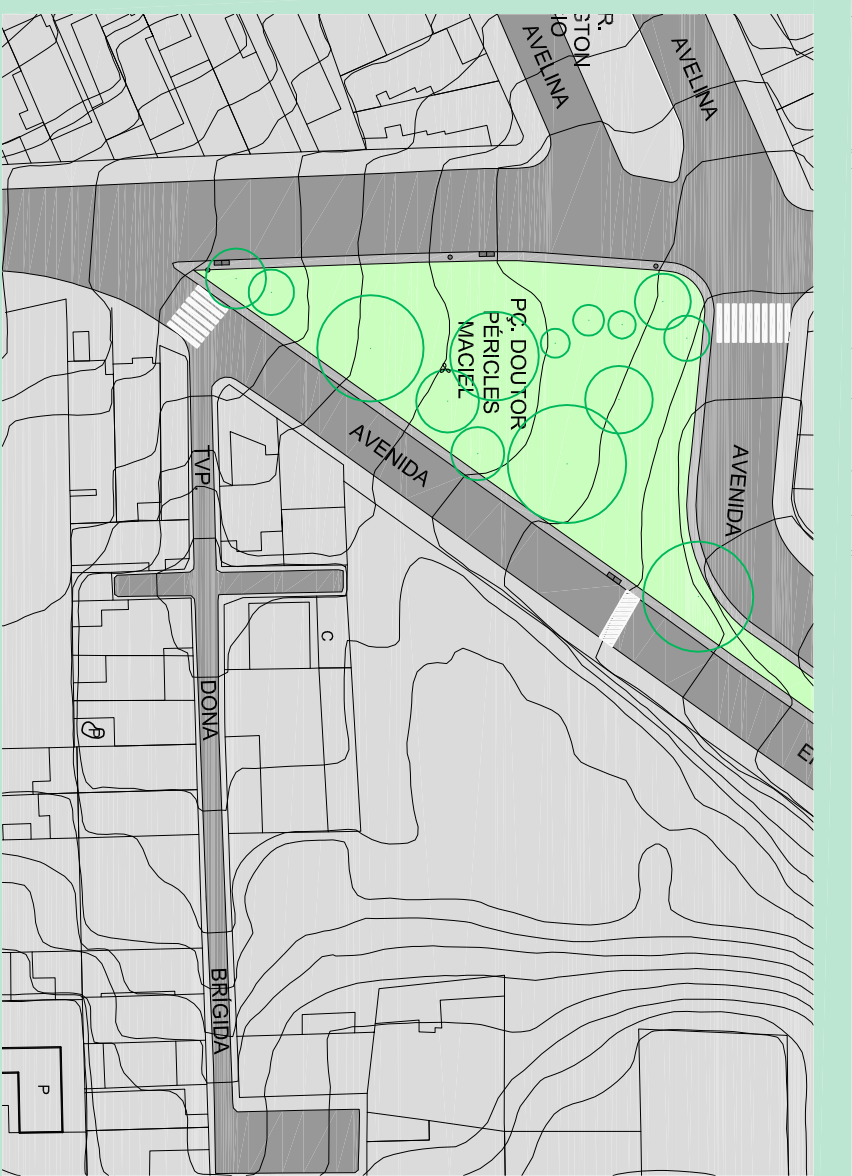 AVELINA
AVELINA
PÇ. DOUTOR
PÉRICLES
MACIEL
AVENIDA
AVENIDA
TVP.
C
DONA
P
BRÍGIDA
P